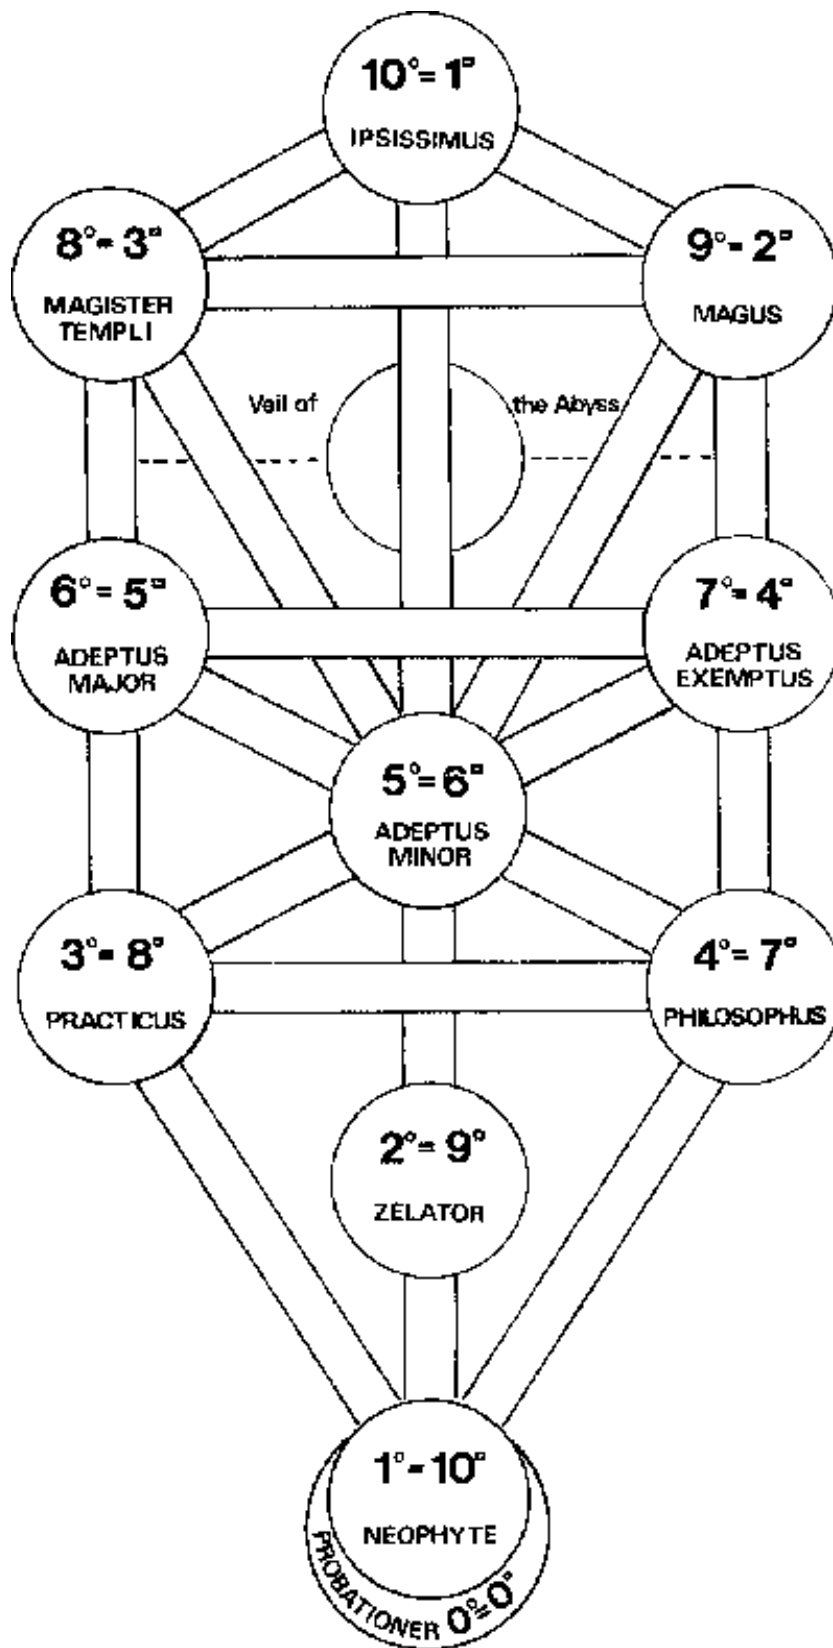 10°=1□
IPSISSIMUS
8°=3□
MAGISTER
TEMPLI
9°=2□
MAGUS
Veil of the Abyss
6°=5□
ADEPTUS
MAJOR
7°=4□
ADEPTUS
EXEMPTUS
5°=6□
ADEPTUS
MINOR
3°=8□
PRACTICUS
4°=7□
PHILOSOPHUS
2°=9□
ZELATOR
1°=10□
NEOPHYTE
PROBATIONER 0°=0□